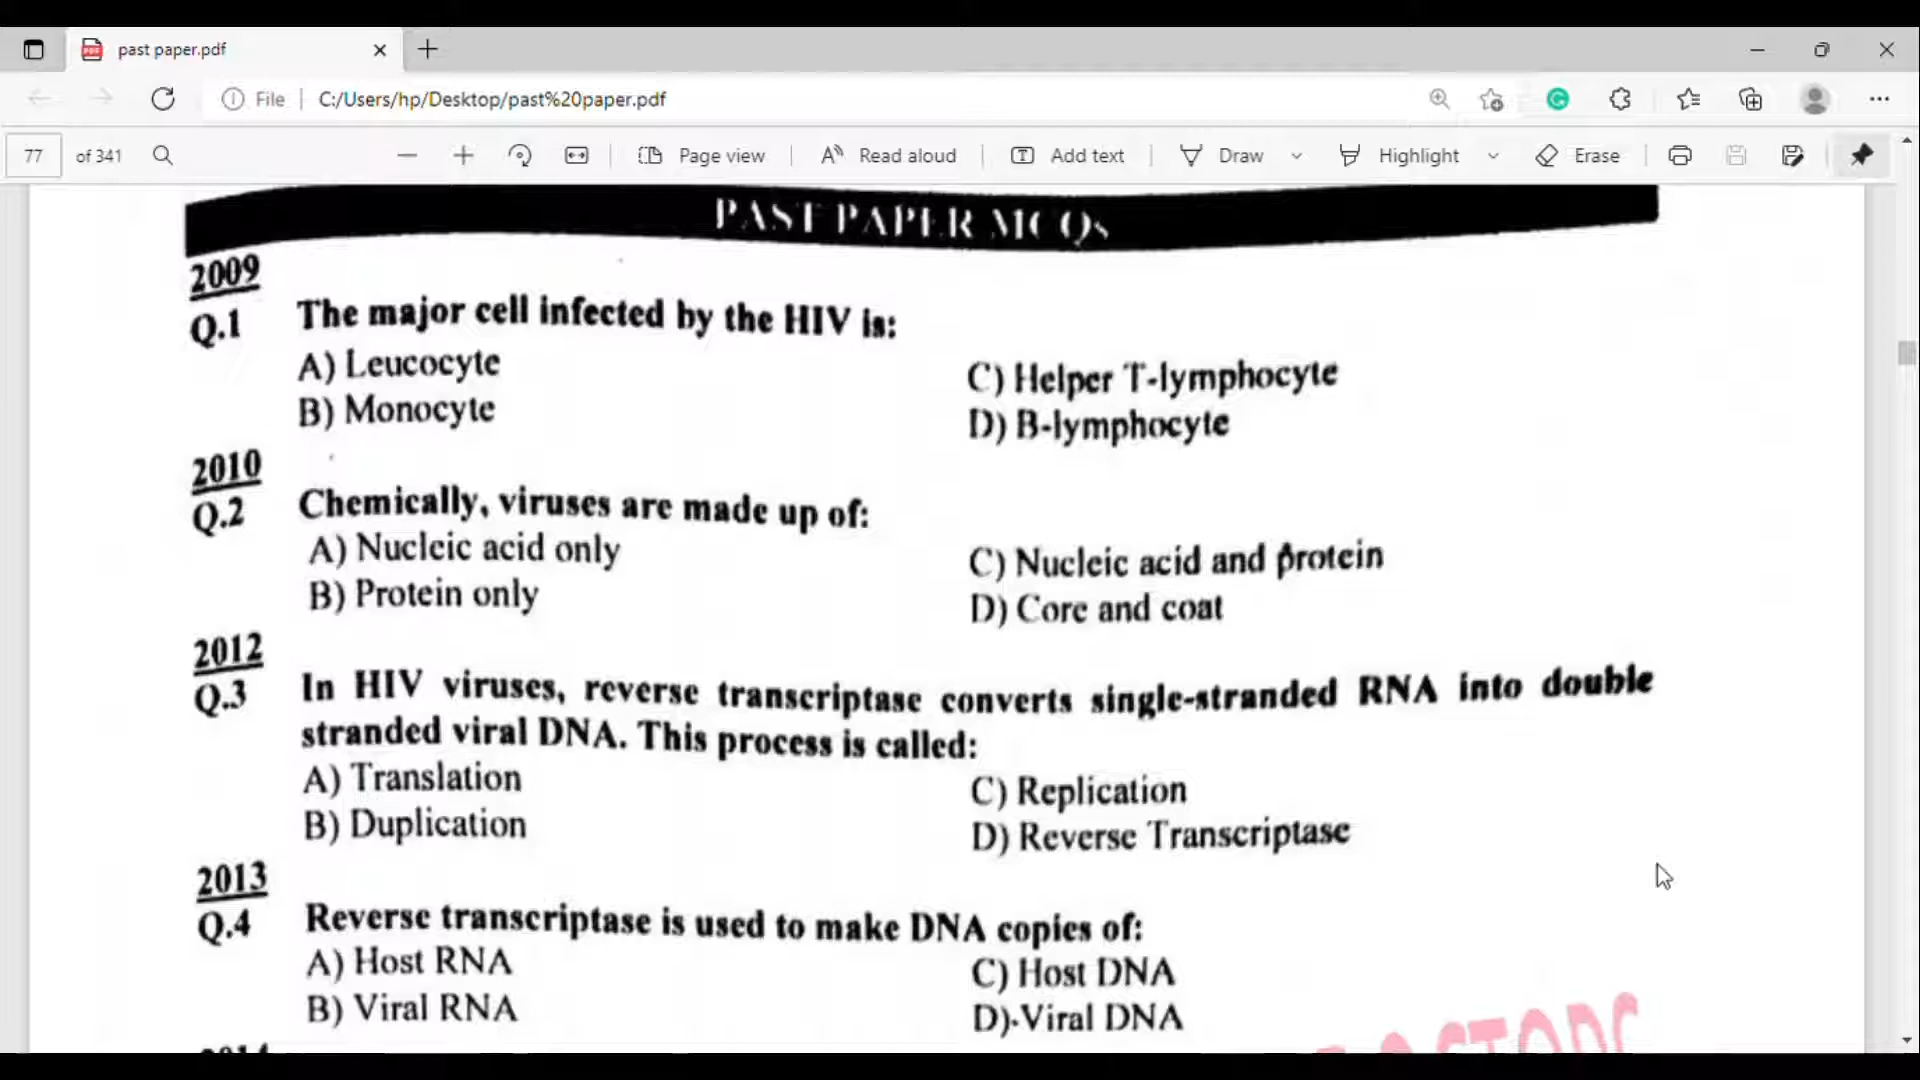 past paper.pdf
File C:/Users/hp/Desktop/past%20paper.pdf
77 of 341 Page view Read aloud Add text Draw Highlight Erase
PAST PAPER MCQs
2009
Q.1 The major cell infected by the HIV is:
A) Leucocyte
C) Helper T-lymphocyte
B) Monocyte
D) B-lymphocyte
2010
Q.2 Chemically, viruses are made up of:
A) Nucleic acid only
C) Nucleic acid and protein
B) Protein only
D) Core and coat
2012
Q.3 In HIV viruses, reverse transcriptase converts single-stranded RNA into double
stranded viral DNA. This process is called:
A) Translation
C) Replication
B) Duplication
D) Reverse Transcriptase
2013
Q.4 Reverse transcriptase is used to make DNA copies of:
A) Host RNA
C) Host DNA
B) Viral RNA
D) Viral DNA